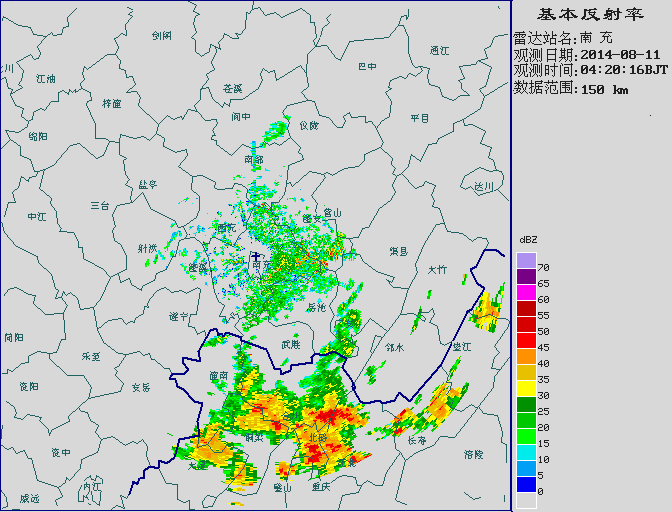 基本反射率
雷达站名:南 充
观测日期:2014-08-11
观测时间:04:20:16BJT
数据范围:150 km
剑阁
通江
川
江油
巴中
苍溪
梓潼
阆中
平昌
仪陇
绵阳
南部
盐亭
达川
三台
中江
营山
蓬安
西充
射洪
渠县
南充
大竹
蓬溪
岳池
遂宁
简阳
武胜
邻水
垫江
乐至
潼南
资阳
安岳
铜梁
北碚
长寿
资中
大足
涪陵
内江
璧山
重庆
威远
dBZ
70
65
60
55
50
45
40
35
30
25
20
15
10
5
0